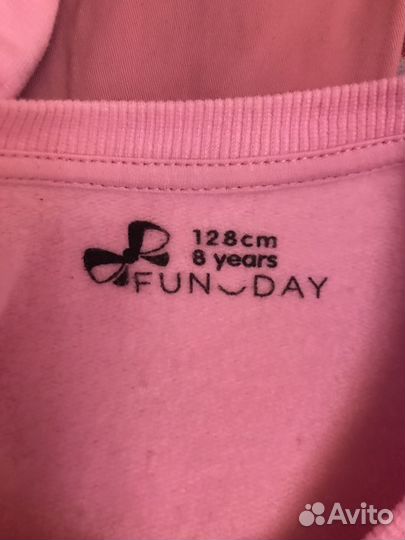 128cm
8 years
FUN DAY
Avito